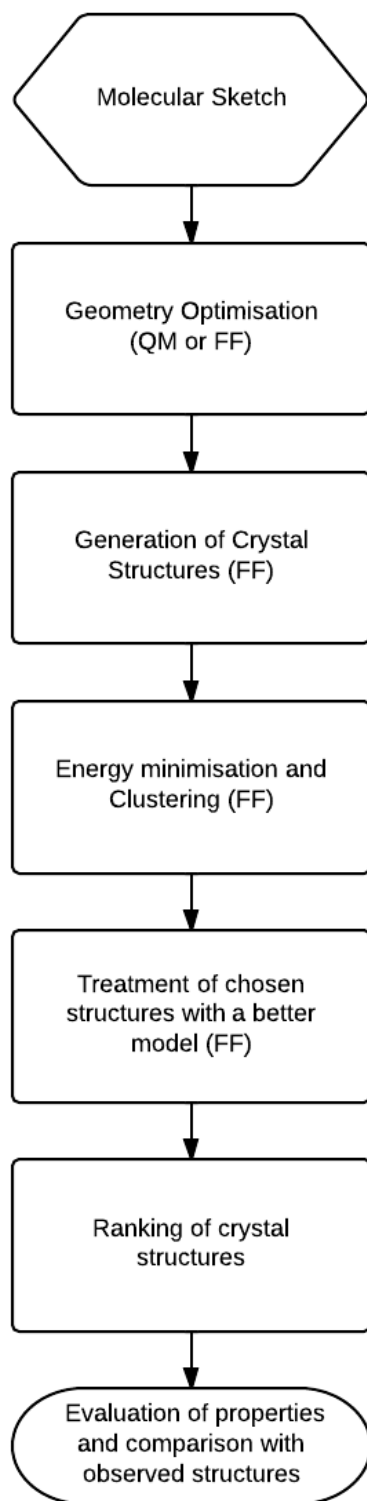 Molecular Sketch
Geometry Optimisation
(QM or FF)
Generation of Crystal
Structures (FF)
Energy minimisation and
Clustering (FF)
Treatment of chosen
structures with a better
model (FF)
Ranking of crystal
structures
Evaluation of properties
and comparison with
observed structures